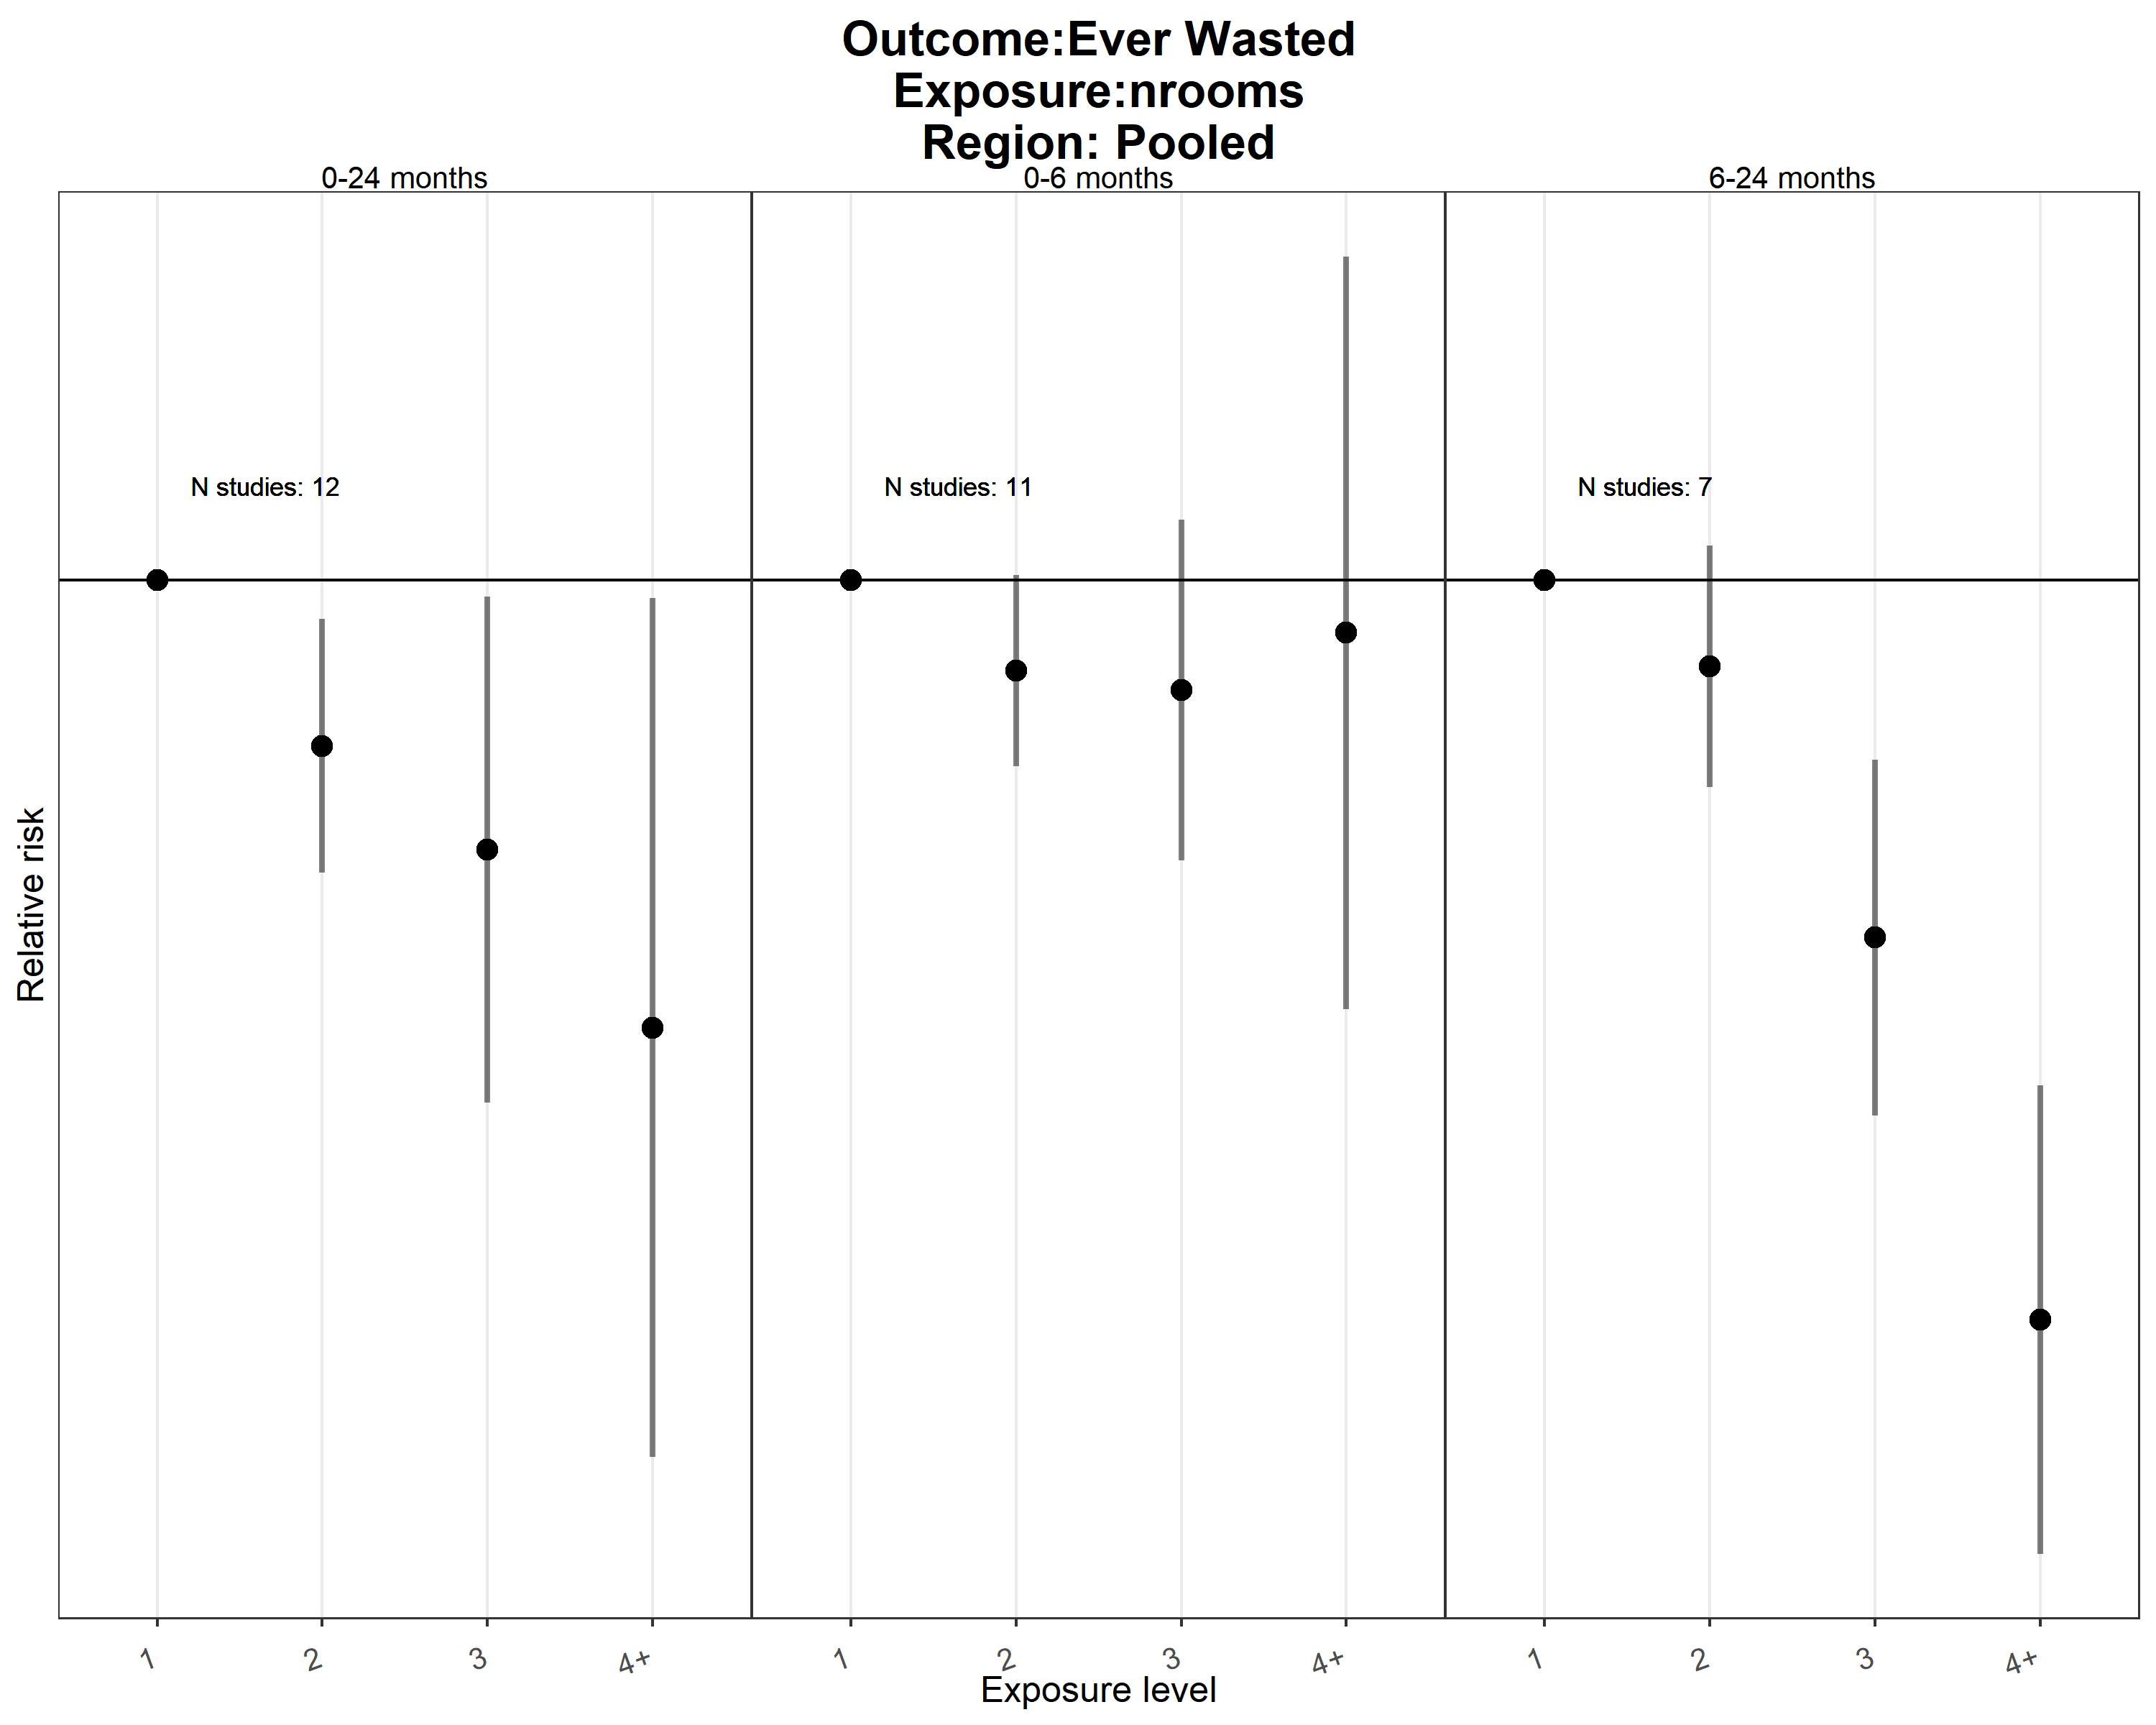 Outcome:Ever Wasted
Exposure:nrooms
Region: Pooled
0-24 months
0-6 months
6-24 months
N studies: 12
N studies: 11
N studies: 7
Relative risk
1
2
3
4+
1
2
3
4+
1
2
3
4+
Exposure level